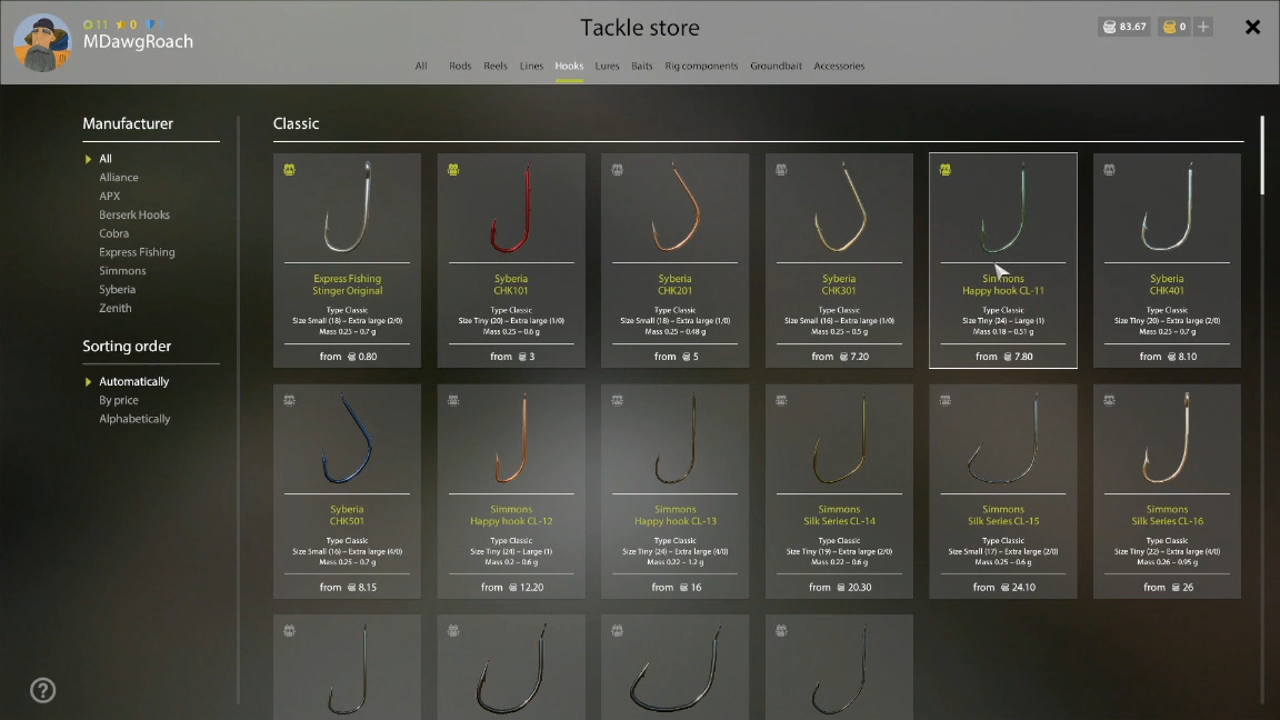 11 0 1
MDawgRoach
Tackle store
83.67 0 +
All Rods Reels Lines Hooks Lures Baits Rig components Groundbait Accessories
Manufacturer
All
Alliance
APX
Berserk Hooks
Cobra
Express Fishing
Simmons
Syberia
Zenith
Sorting order
Automatically
By price
Alphabetically
Classic
Express Fishing
Stinger Original
Type Classic
Size Small (18) – Extra large (2/0)
Mass 0.25 – 0.7 g
from 0.80
Syberia
CHK101
Type Classic
Size Tiny (20) – Extra large (1/0)
Mass 0.25 – 0.6 g
from 3
Syberia
CHK201
Type Classic
Size Small (18) – Extra large (1/0)
Mass 0.25 – 0.48 g
from 5
Syberia
CHK301
Type Classic
Size Small (16) – Extra large (1/0)
Mass 0.25 – 0.5 g
from 7.20
Simmons
Happy hook CL-11
Type Classic
Size Tiny (24) – Large (1)
Mass 0.18 – 0.51 g
from 7.80
Syberia
CHK401
Type Classic
Size Tiny (20) – Extra large (2/0)
Mass 0.25 – 0.7 g
from 8.10
Syberia
CHK501
Type Classic
Size Small (16) – Extra large (4/0)
Mass 0.25 – 0.7 g
from 8.15
Simmons
Happy hook CL-12
Type Classic
Size Tiny (24) – Large (1)
Mass 0.2 – 0.6 g
from 12.20
Simmons
Happy hook CL-13
Type Classic
Size Tiny (24) – Extra large (4/0)
Mass 0.22 – 1.2 g
from 16
Simmons
Silk Series CL-14
Type Classic
Size Tiny (19) – Extra large (2/0)
Mass 0.22 – 0.6 g
from 20.30
Simmons
Silk Series CL-15
Type Classic
Size Small (17) – Extra large (2/0)
Mass 0.25 – 0.6 g
from 24.10
Simmons
Silk Series CL-16
Type Classic
Size Tiny (22) – Extra large (4/0)
Mass 0.26 – 0.95 g
from 26
?